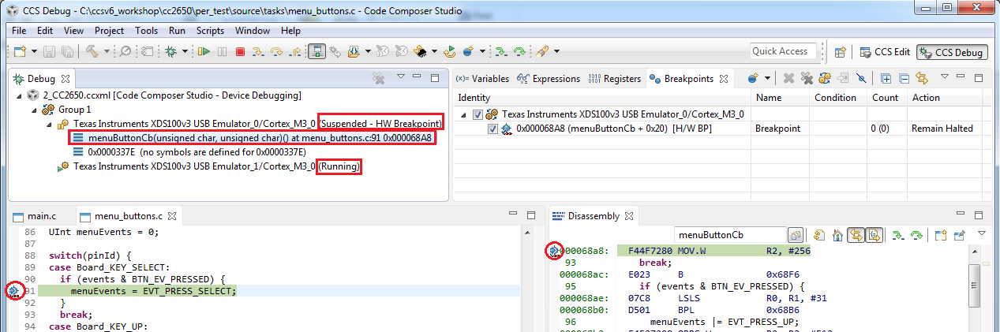 CCS Debug - C:\ccsv6_workshop\cc2650\per_test\source\tasks\menu_buttons.c - Code Composer Studio
File Edit View Project Tools Run Scripts Window Help
Quick Access CCS Edit CCS Debug
Debug
2_CC2650.ccxml [Code Composer Studio - Device Debugging]
Group 1
Texas Instruments XDS100v3 USB Emulator_0/Cortex_M3_0 (Suspended - HW Breakpoint)
menuButtonCb(unsigned char, unsigned char)() at menu_buttons.c:91 0x000068A8
0x0000337E (no symbols are defined for 0x0000337E)
Texas Instruments XDS100v3 USB Emulator_1/Cortex_M3_0 (Running)
(x)= Variables Expressions Registers Breakpoints
Identity Name Condition Count Action
Texas Instruments XDS100v3 USB Emulator_0/Cortex_M3_0
0x000068A8 (menuButtonCb + 0x20) [H/W BP] Breakpoint 0 (0) Remain Halted
main.c menu_buttons.c
86 UInt menuEvents = 0;
87
88 switch(pinId) {
89 case Board_KEY_SELECT:
90 if (events & BTN_EV_PRESSED) {
91 menuEvents = EVT_PRESS_SELECT;
92 }
93 break;
94 case Board_KEY_UP:
Disassembly
menuButtonCb
000068a8: F44F7280 MOV.W R2, #256
93 break;
000068ac: E023 B 0x68F6
95 if (events & BTN_EV_PRESSED) {
000068ae: 07C8 LSLS R0, R1, #31
000068b0: D501 BPL 0x68B6
96 menuEvents |= EVT_PRESS_UP;